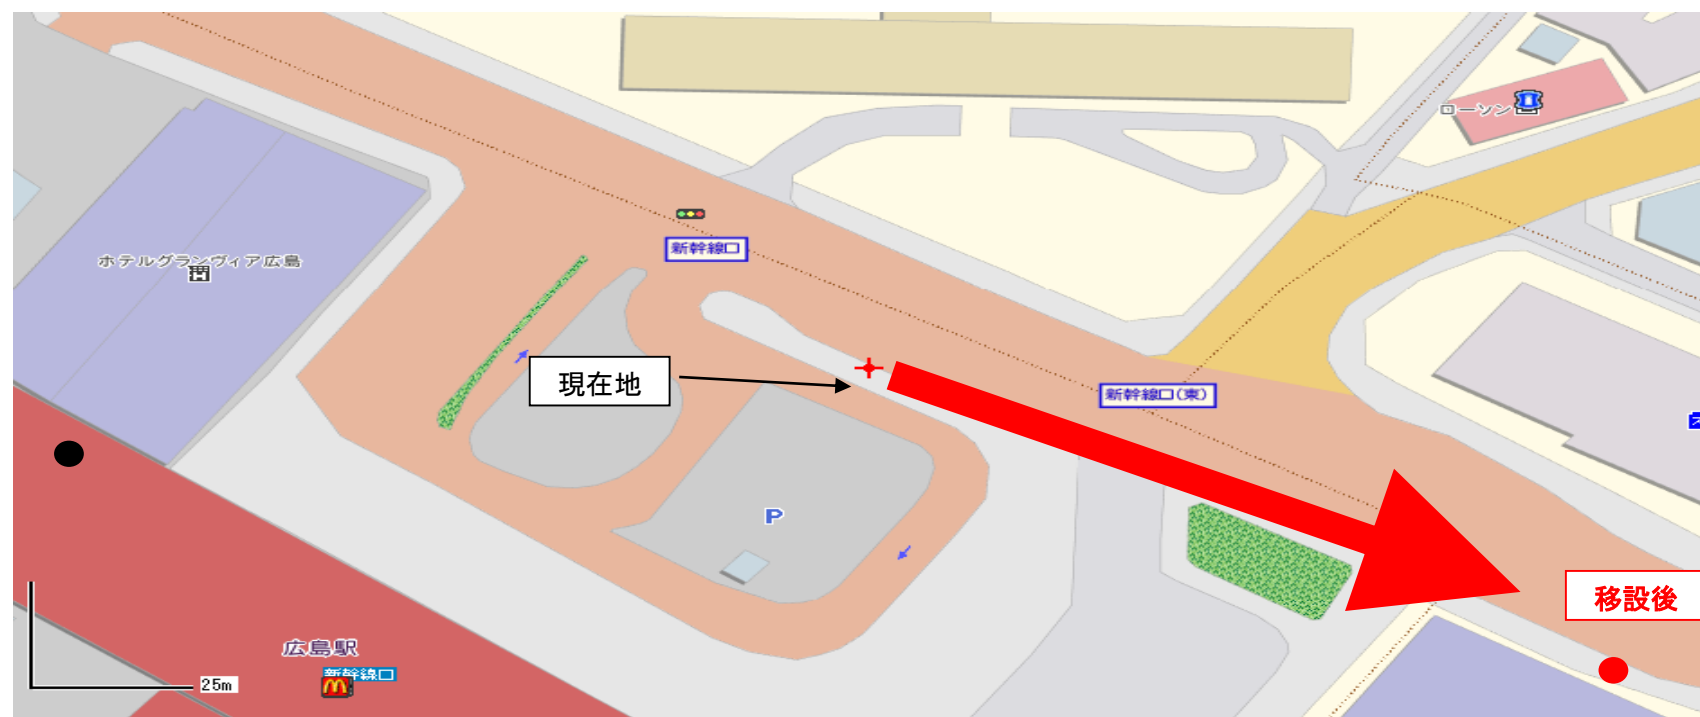 ローソン
新幹線口
ホテルグランヴィア広島
現在地
新幹線口(東)
P
移設後
広島駅
新幹線口
25m